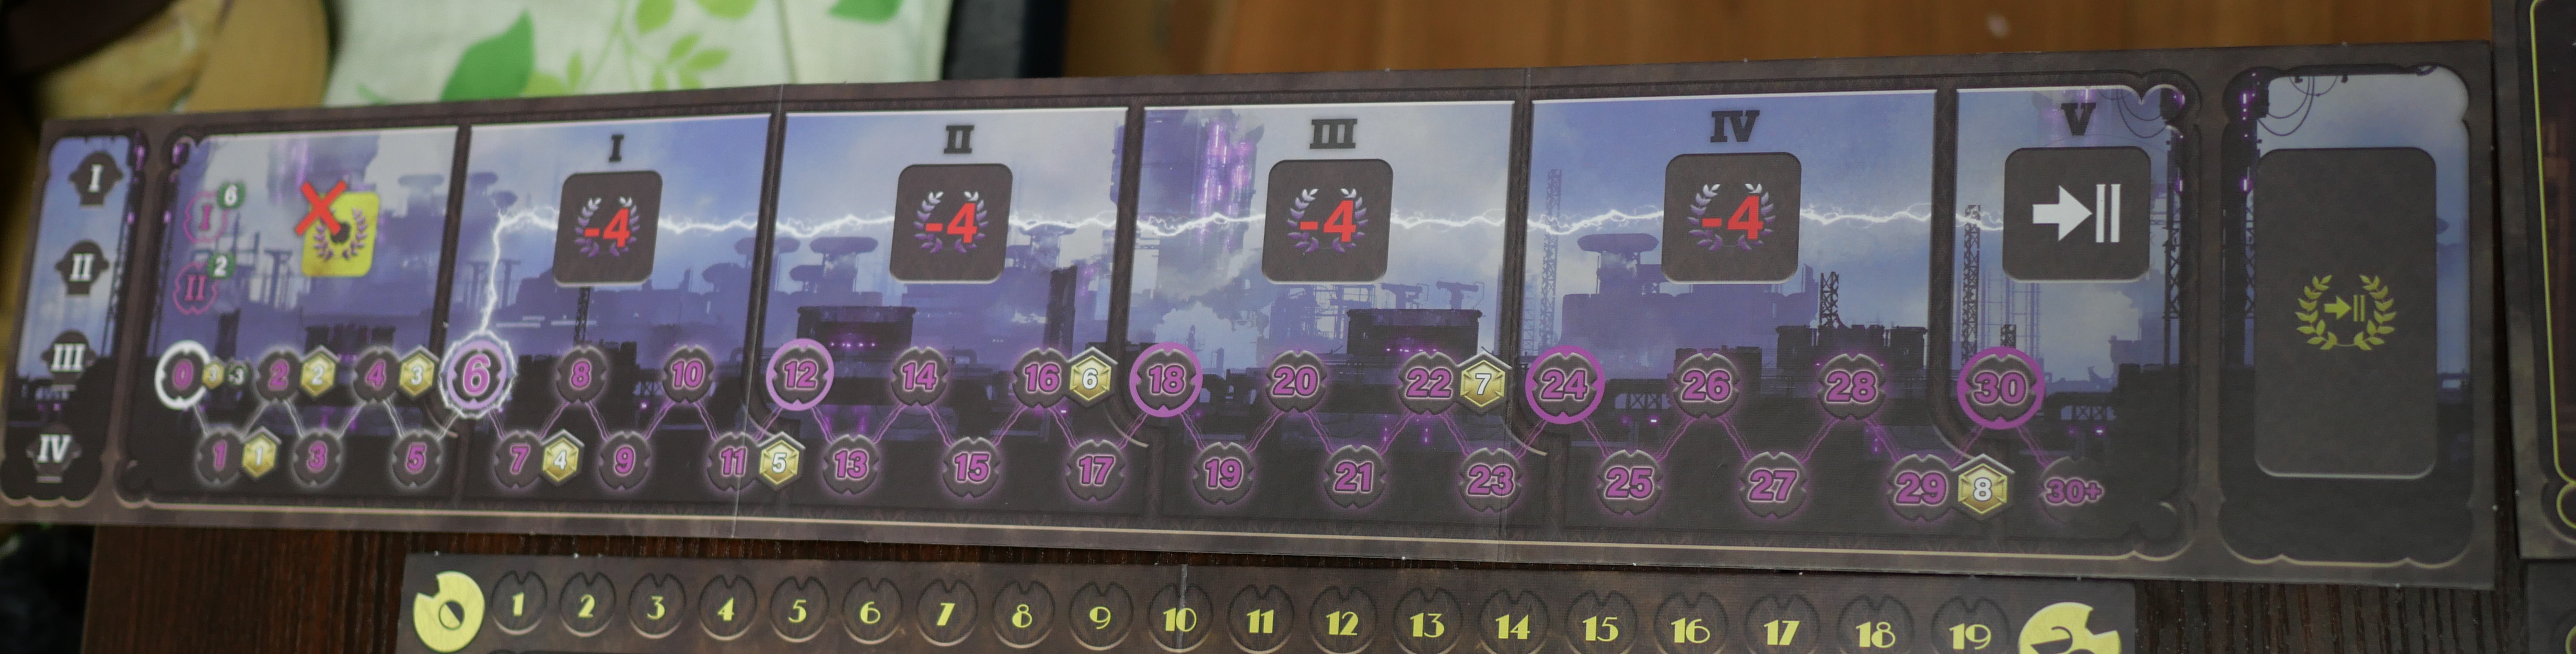 I II III IV V
I 6
II 2
-4 -4 -4 -4
I
II
III
IV
0 3 -3 2 2 4 3 6 8 10 12 14 16 6 18 20 22 7 24 26 28 30
1 1 3 5 7 4 9 11 5 13 15 17 19 21 23 25 27 29 8 30+
0 1 2 3 4 5 6 7 8 9 10 11 12 13 14 15 16 17 18 19